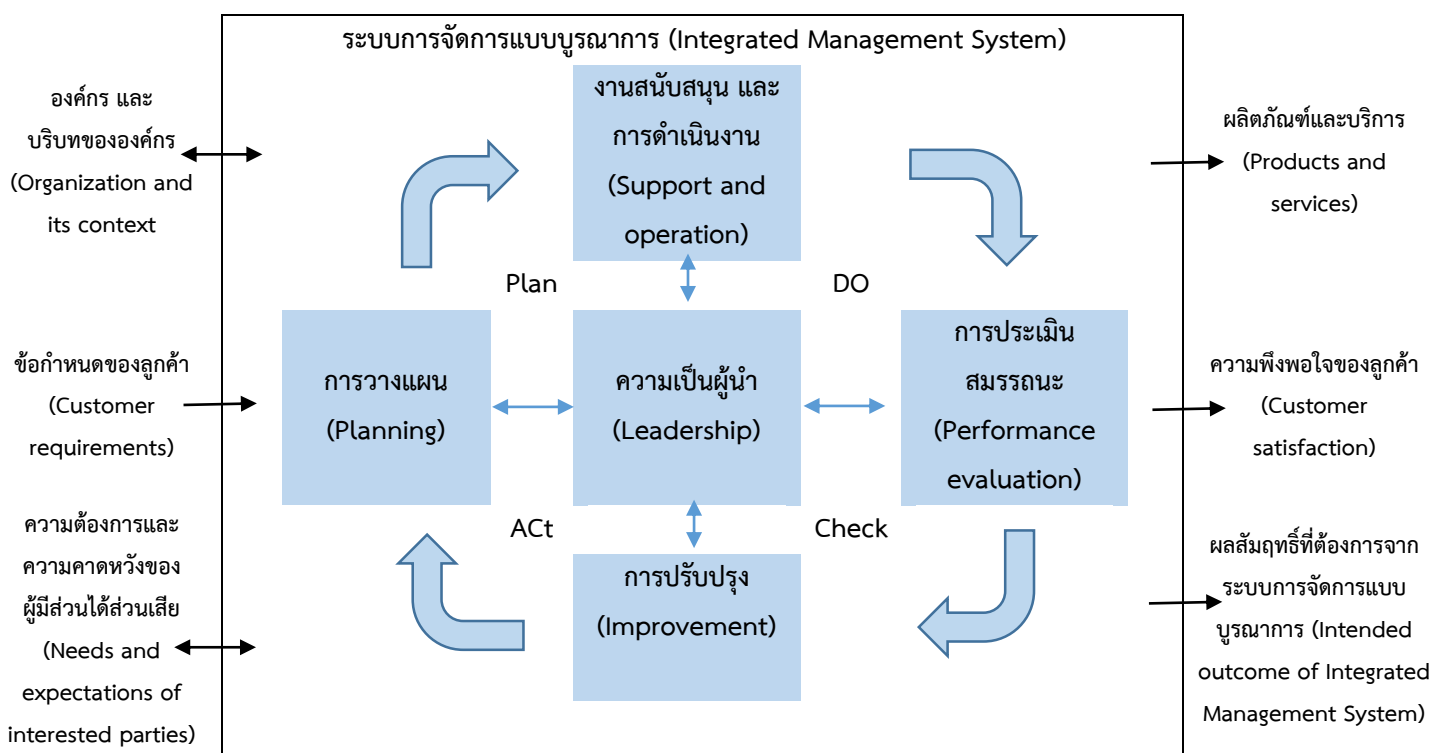 ระบบการจัดการแบบบูรณาการ (Integrated Management System)
องค์กร และ
บริบทขององค์กร
(Organization and
its context
ข้อกำหนดของลูกค้า
(Customer
requirements)
ความต้องการและ
ความคาดหวังของ
ผู้มีส่วนได้ส่วนเสีย
(Needs and
expectations of
interested parties)
งานสนับสนุน และ
การดำเนินงาน
(Support and
operation)
Plan
DO
การวางแผน
(Planning)
ความเป็นผู้นำ
(Leadership)
การประเมิน
สมรรถนะ
(Performance
evaluation)
ACt
Check
การปรับปรุง
(Improvement)
ผลิตภัณฑ์และบริการ
(Products and
services)
ความพึงพอใจของลูกค้า
(Customer
satisfaction)
ผลสัมฤทธิ์ที่ต้องการจาก
ระบบการจัดการแบบ
บูรณาการ (Intended
outcome of Integrated
Management System)